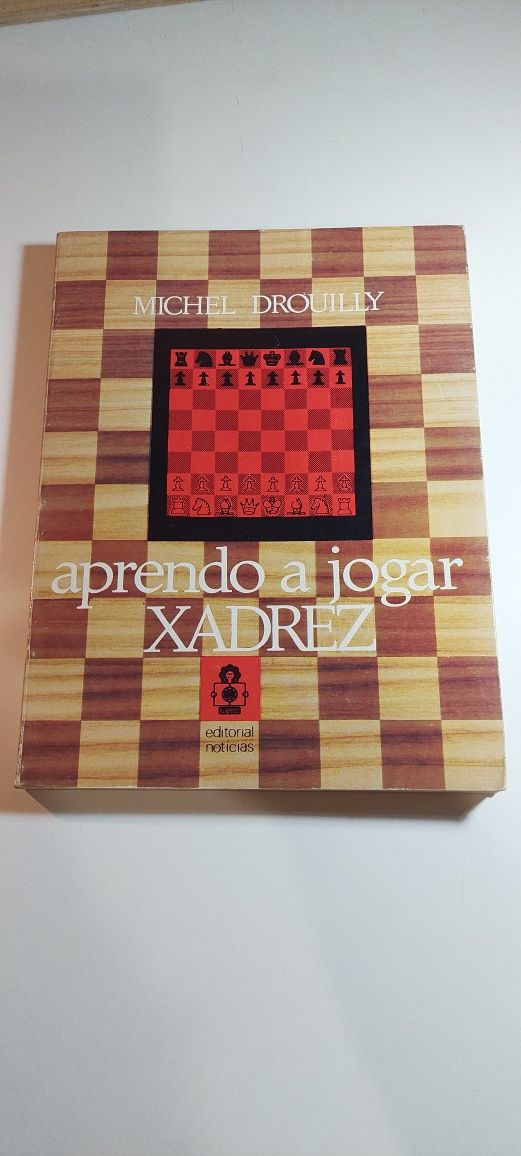 MICHEL DROUILLY
aprendo a jogar
XADREZ
editorial
notícias